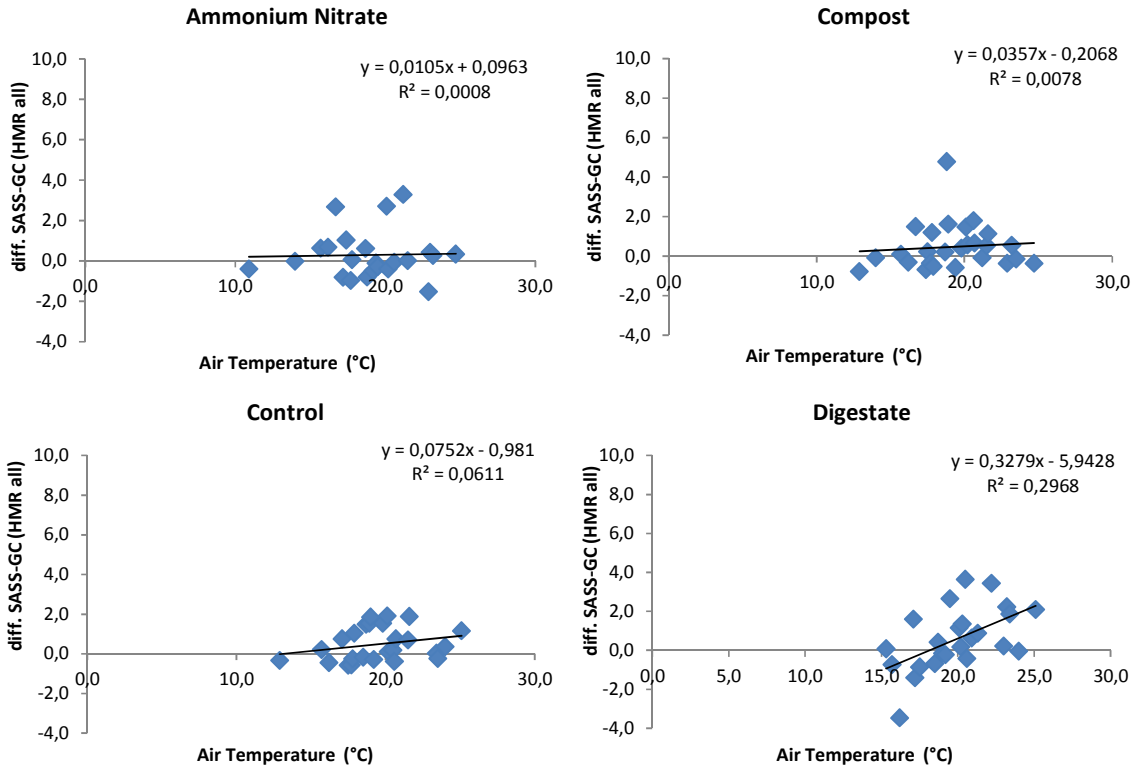 Ammonium Nitrate
diff. SASS-GC (HMR all)
10,0
8,0
6,0
4,0
2,0
0,0
-2,0
-4,0
y = 0,0105x + 0,0963
R² = 0,0008
0,0 10,0 20,0 30,0
Air Temperature (°C)
Compost
diff. SASS-GC (HMR all)
10,0
8,0
6,0
4,0
2,0
0,0
-2,0
-4,0
y = 0,0357x - 0,2068
R² = 0,0078
0,0 10,0 20,0 30,0
Air Temperature (°C)
Control
diff. SASS-GC (HMR all)
10,0
8,0
6,0
4,0
2,0
0,0
-2,0
-4,0
y = 0,0752x - 0,981
R² = 0,0611
0,0 10,0 20,0 30,0
Air Temperature (°C)
Digestate
diff. SASS-GC (HMR all)
10,0
8,0
6,0
4,0
2,0
0,0
-2,0
-4,0
y = 0,3279x - 5,9428
R² = 0,2968
0,0 5,0 10,0 15,0 20,0 25,0 30,0
Air Temperature (°C)